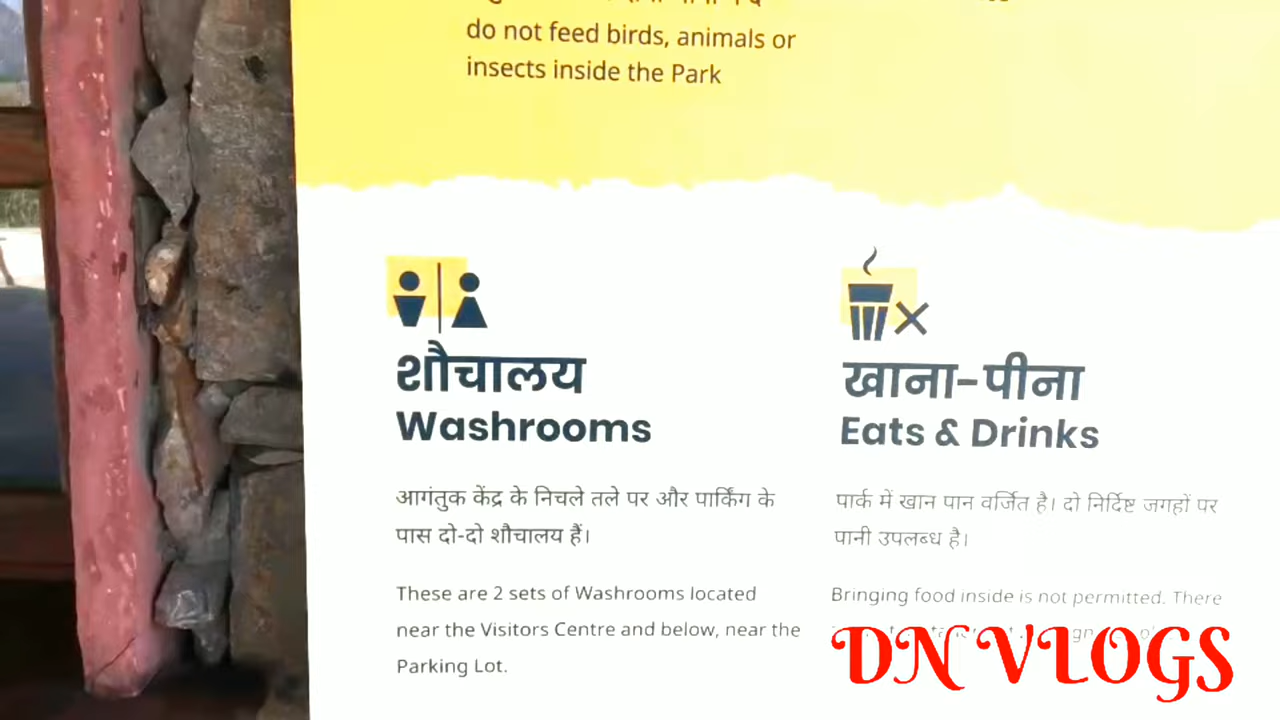 do not feed birds, animals or
insects inside the Park
शौचालय
Washrooms
आगंतुक केंद्र के निचले तले पर और पार्किंग के
पास दो-दो शौचालय हैं।
These are 2 sets of Washrooms located
near the Visitors Centre and below, near the
Parking Lot.
खाना-पीना
Eats & Drinks
पार्क में खान पान वर्जित है। दो निर्दिष्ट जगहों पर
पानी उपलब्ध है।
Bringing food inside is not permitted. There
DN VLOGS